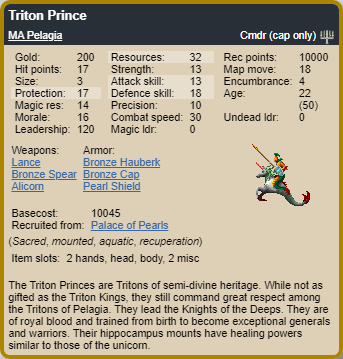 Triton Prince
MA Pelagia Cmdr (cap only)
Gold: 200 Resources: 32 Rec points: 10000
Hit points: 17 Strength: 13 Map move: 18
Size: 3 Attack skill: 13 Encumbrance: 4
Protection: 17 Defence skill: 18 Age: 22
Magic res: 14 Precision: 10 (50)
Morale: 16 Combat speed: 30 Undead ldr: 0
Leadership: 120 Magic ldr: 0
Weapons: Armor:
Lance Bronze Hauberk
Bronze Spear Bronze Cap
Alicorn Pearl Shield
Basecost: 10045
Recruited from: Palace of Pearls
(Sacred, mounted, aquatic, recuperation)
Item slots: 2 hands, head, body, 2 misc
The Triton Princes are Tritons of semi-divine heritage. While not as
gifted as the Triton Kings, they still command great respect among
the Tritons of Pelagia. They lead the Knights of the Deeps. They are
of royal blood and trained from birth to become exceptional generals
and warriors. Their hippocampus mounts have healing powers
similar to those of the unicorn.